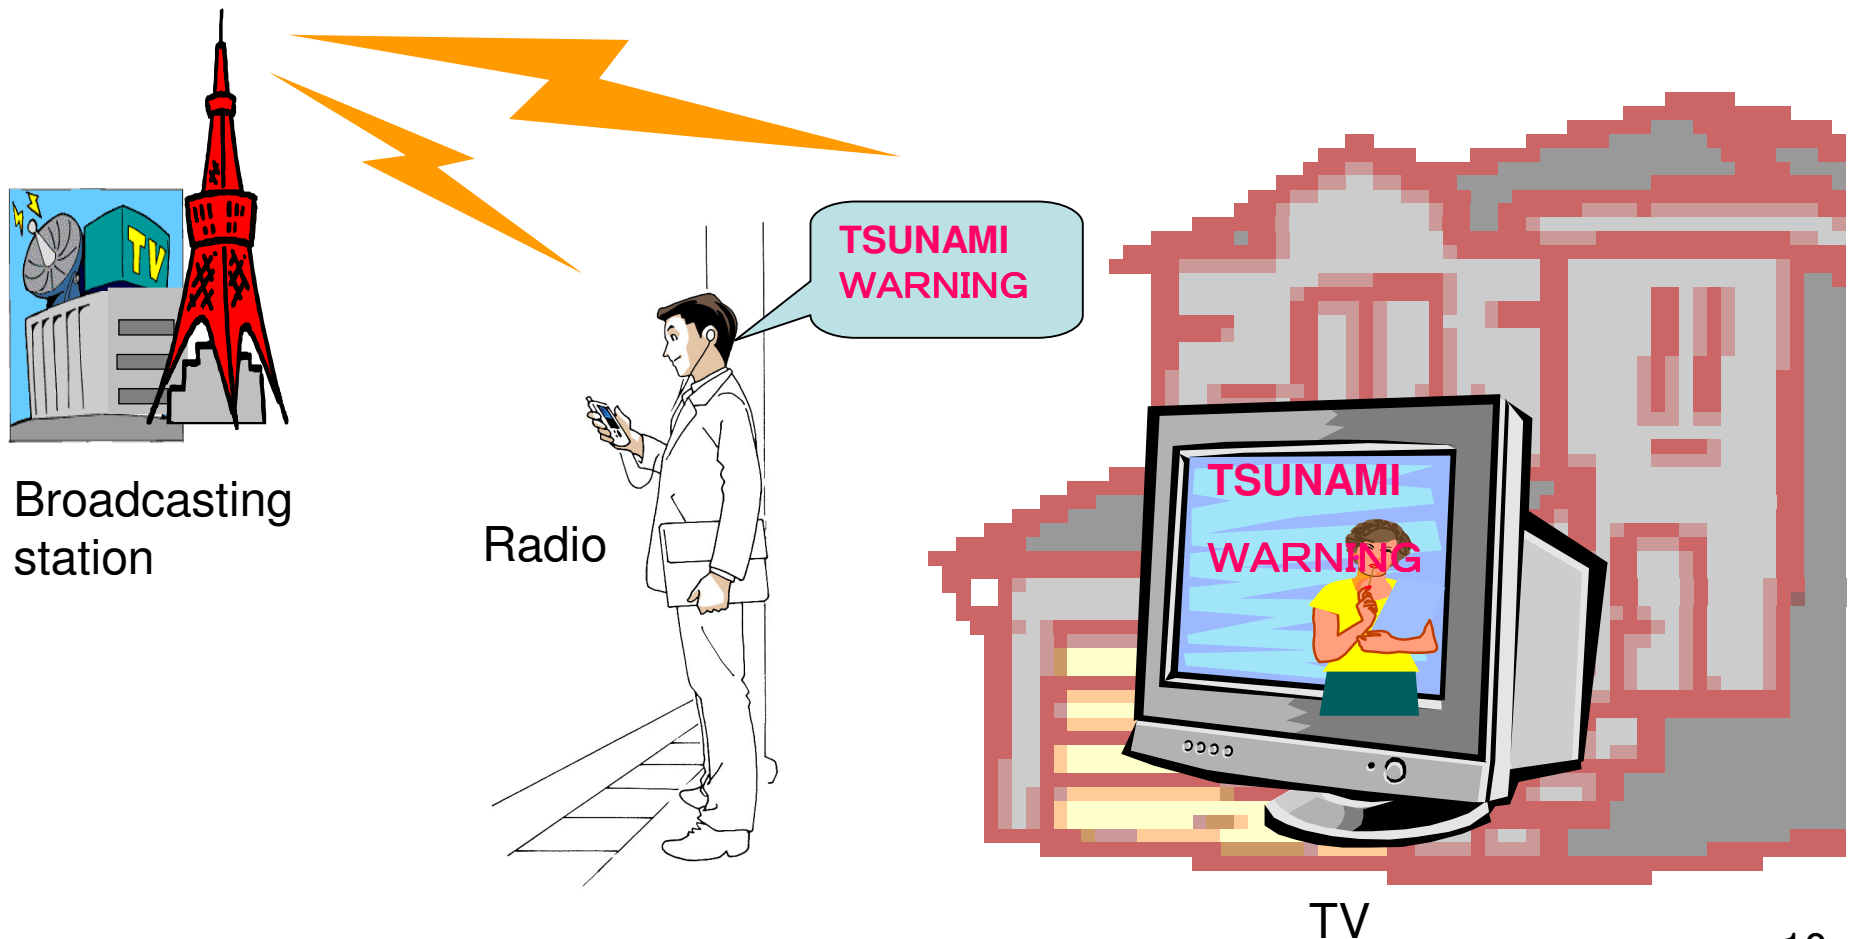 TV
TSUNAMI
WARNING
TSUNAMI
WARNING
Broadcasting
station
Radio
TV